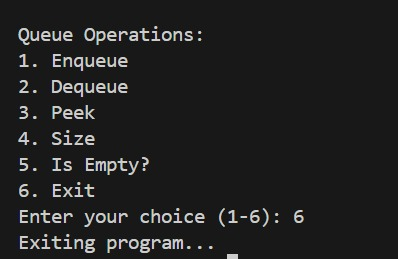 Queue Operations:
1. Enqueue
2. Dequeue
3. Peek
4. Size
5. Is Empty?
6. Exit
Enter your choice (1-6): 6
Exiting program...